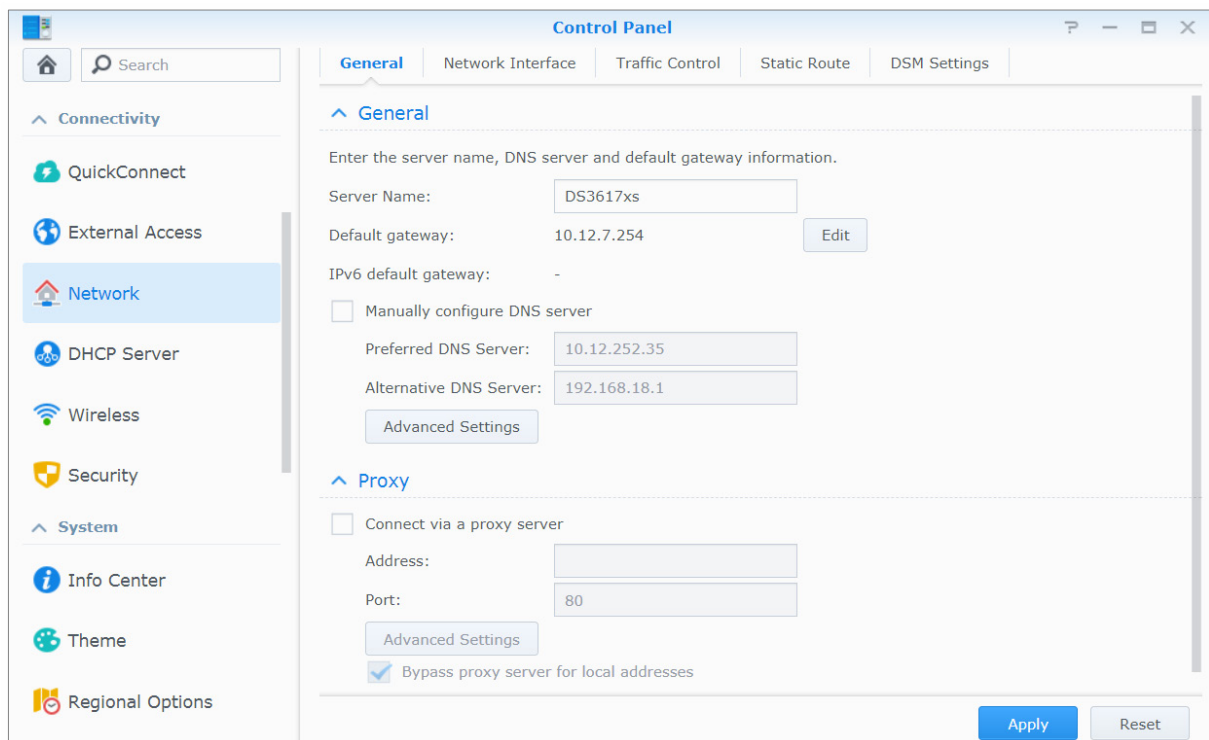 Control Panel
Search
Connectivity
QuickConnect
External Access
Network
DHCP Server
Wireless
Security
System
Info Center
Theme
Regional Options
General
Network Interface
Traffic Control
Static Route
DSM Settings
General
Enter the server name, DNS server and default gateway information.
Server Name: DS3617xs
Default gateway: 10.12.7.254 Edit
IPv6 default gateway: -
Manually configure DNS server
Preferred DNS Server: 10.12.252.35
Alternative DNS Server: 192.168.18.1
Advanced Settings
Proxy
Connect via a proxy server
Address:
Port: 80
Advanced Settings
Bypass proxy server for local addresses
Apply Reset